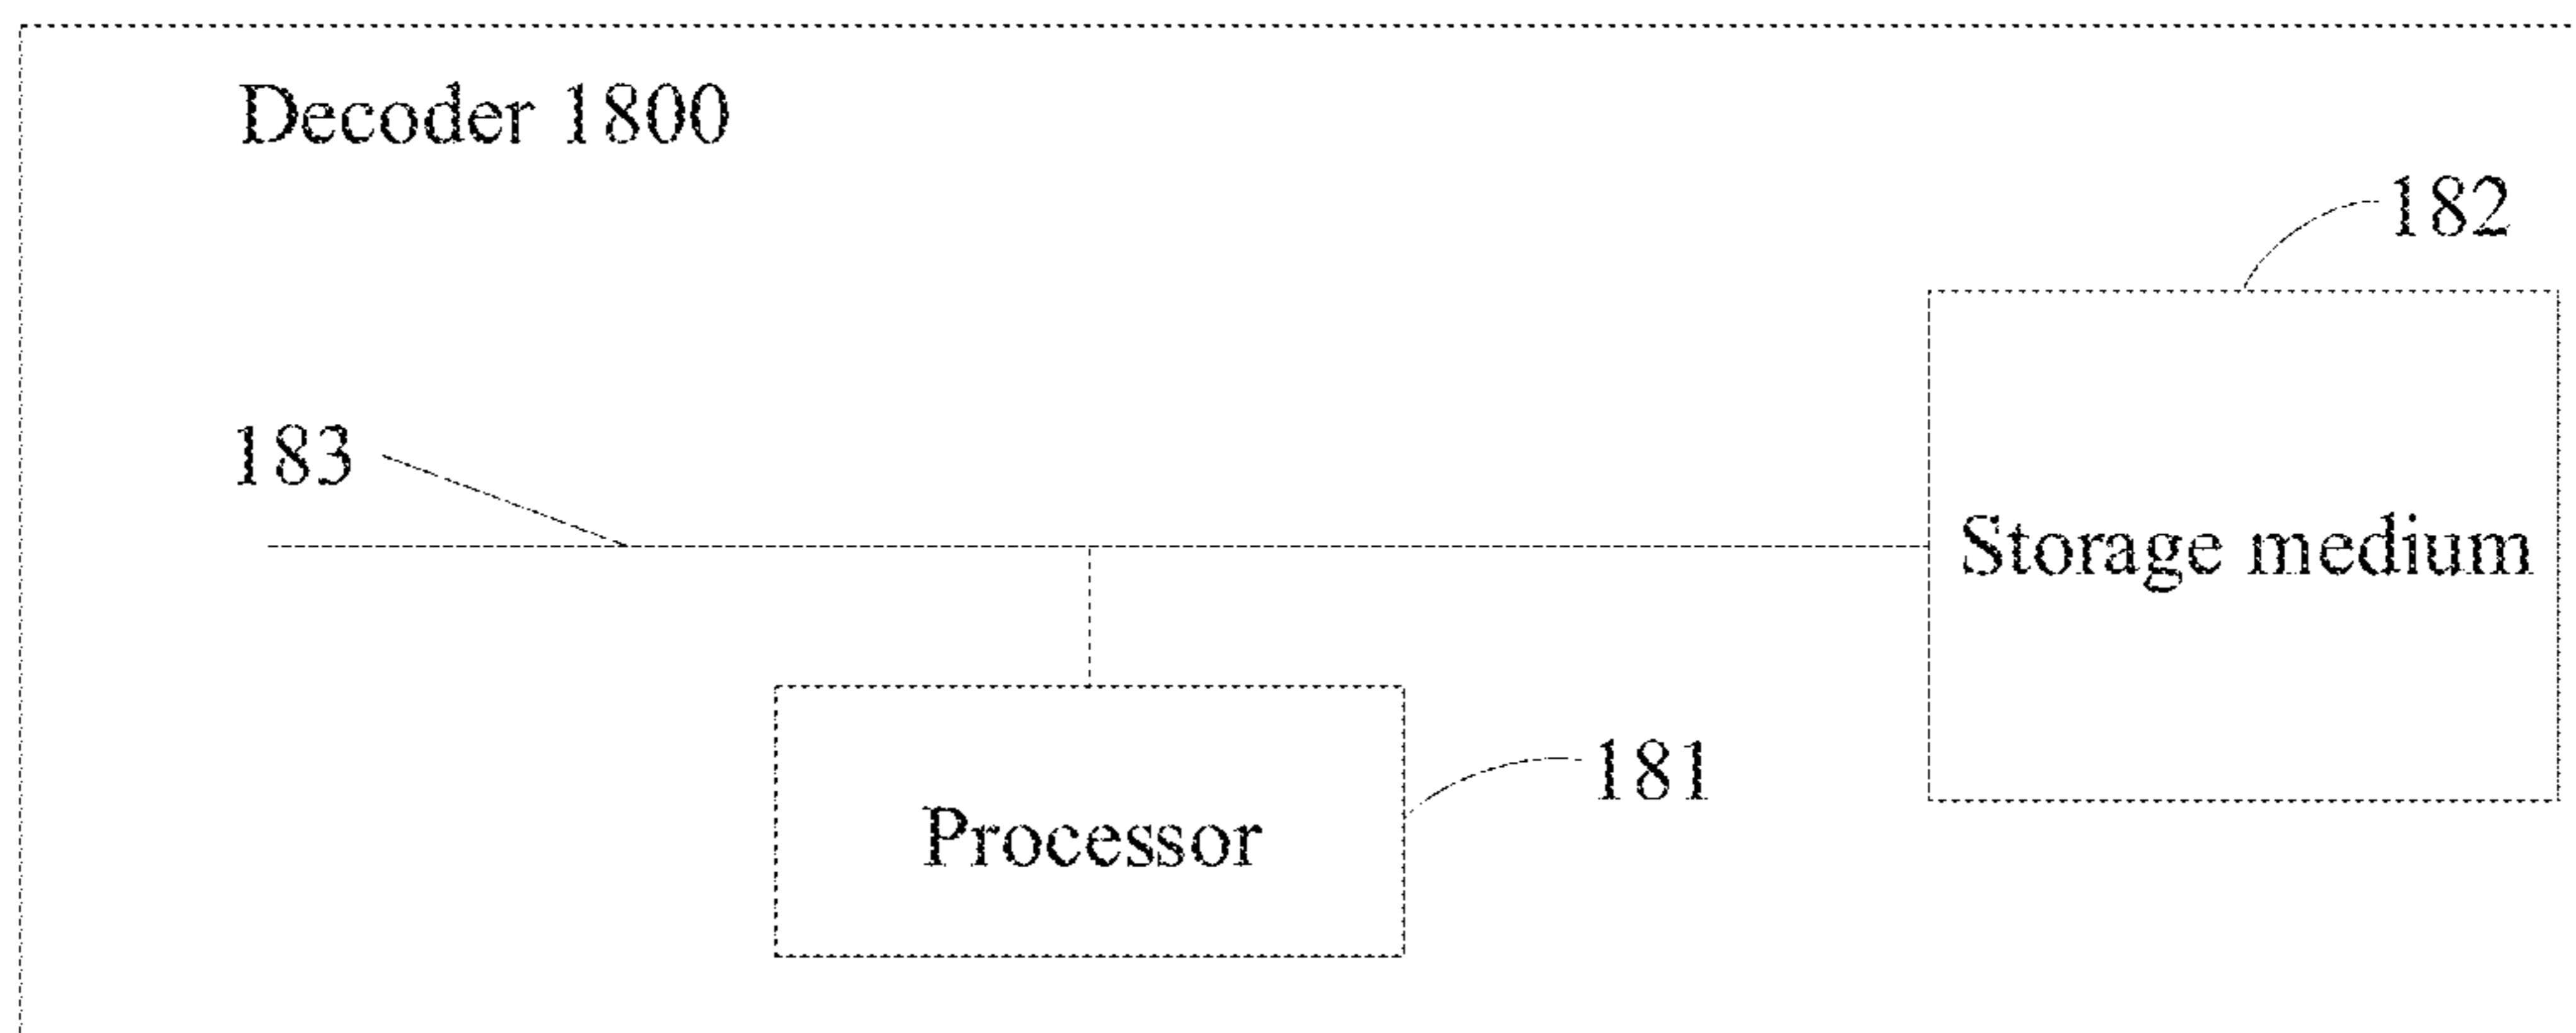 Decoder 1800
182
183
Storage medium
181
Processor